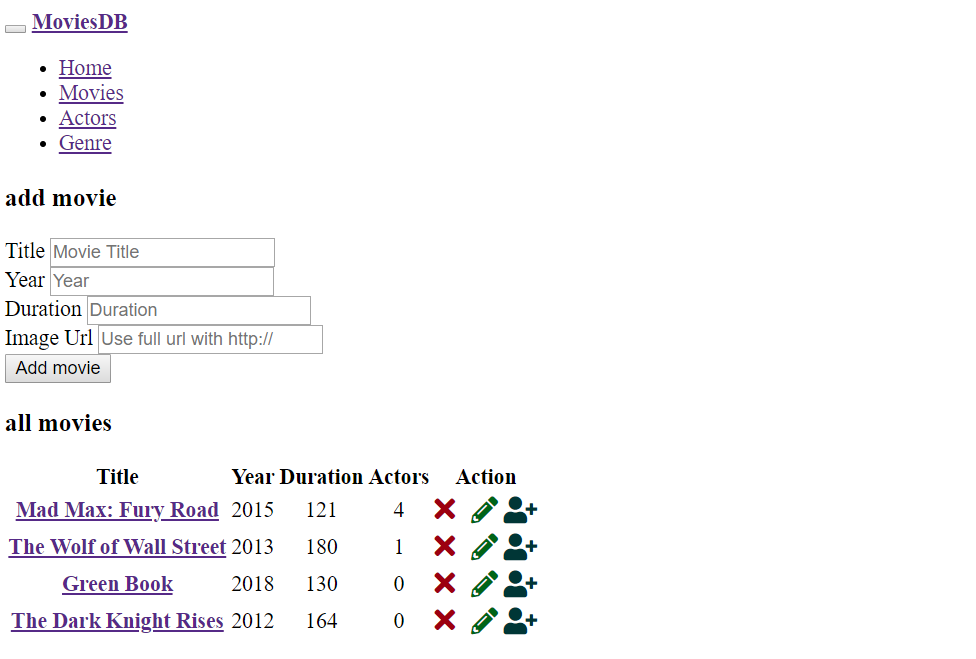 MoviesDB
Home
Movies
Actors
Genre
add movie
Title Movie Title
Year Year
Duration Duration
Image Url Use full url with http://
Add movie
all movies
Title Year Duration Actors Action
Mad Max: Fury Road 2015 121 4
The Wolf of Wall Street 2013 180 1
Green Book 2018 130 0
The Dark Knight Rises 2012 164 0